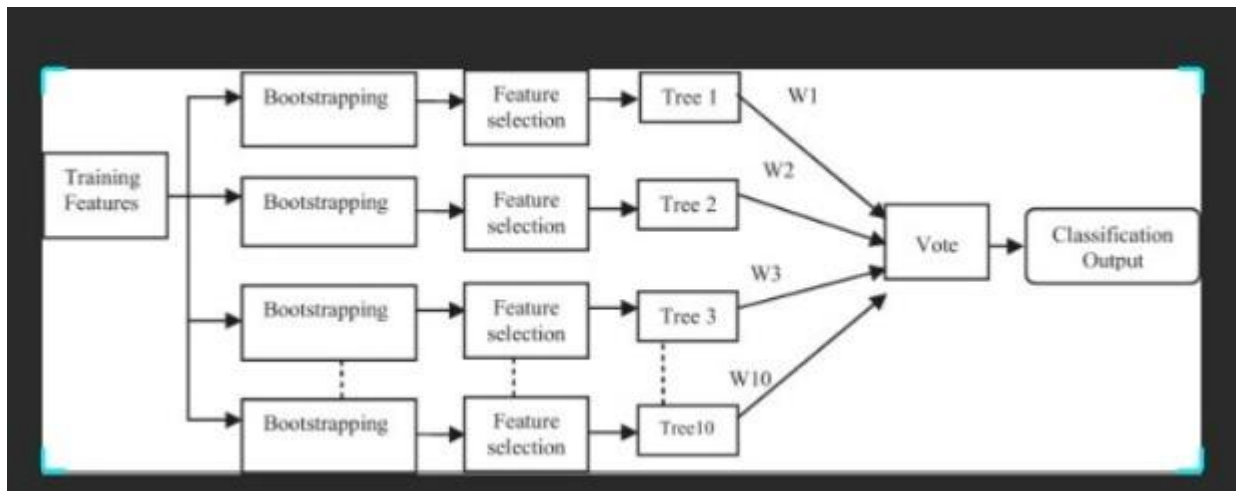 Training
Features
Bootstrapping
Feature
selection
Tree 1
W1
Bootstrapping
Feature
selection
Tree 2
W2
Bootstrapping
Feature
selection
Tree 3
W3
Bootstrapping
Feature
selection
Tree10
W10
Vote
Classification
Output